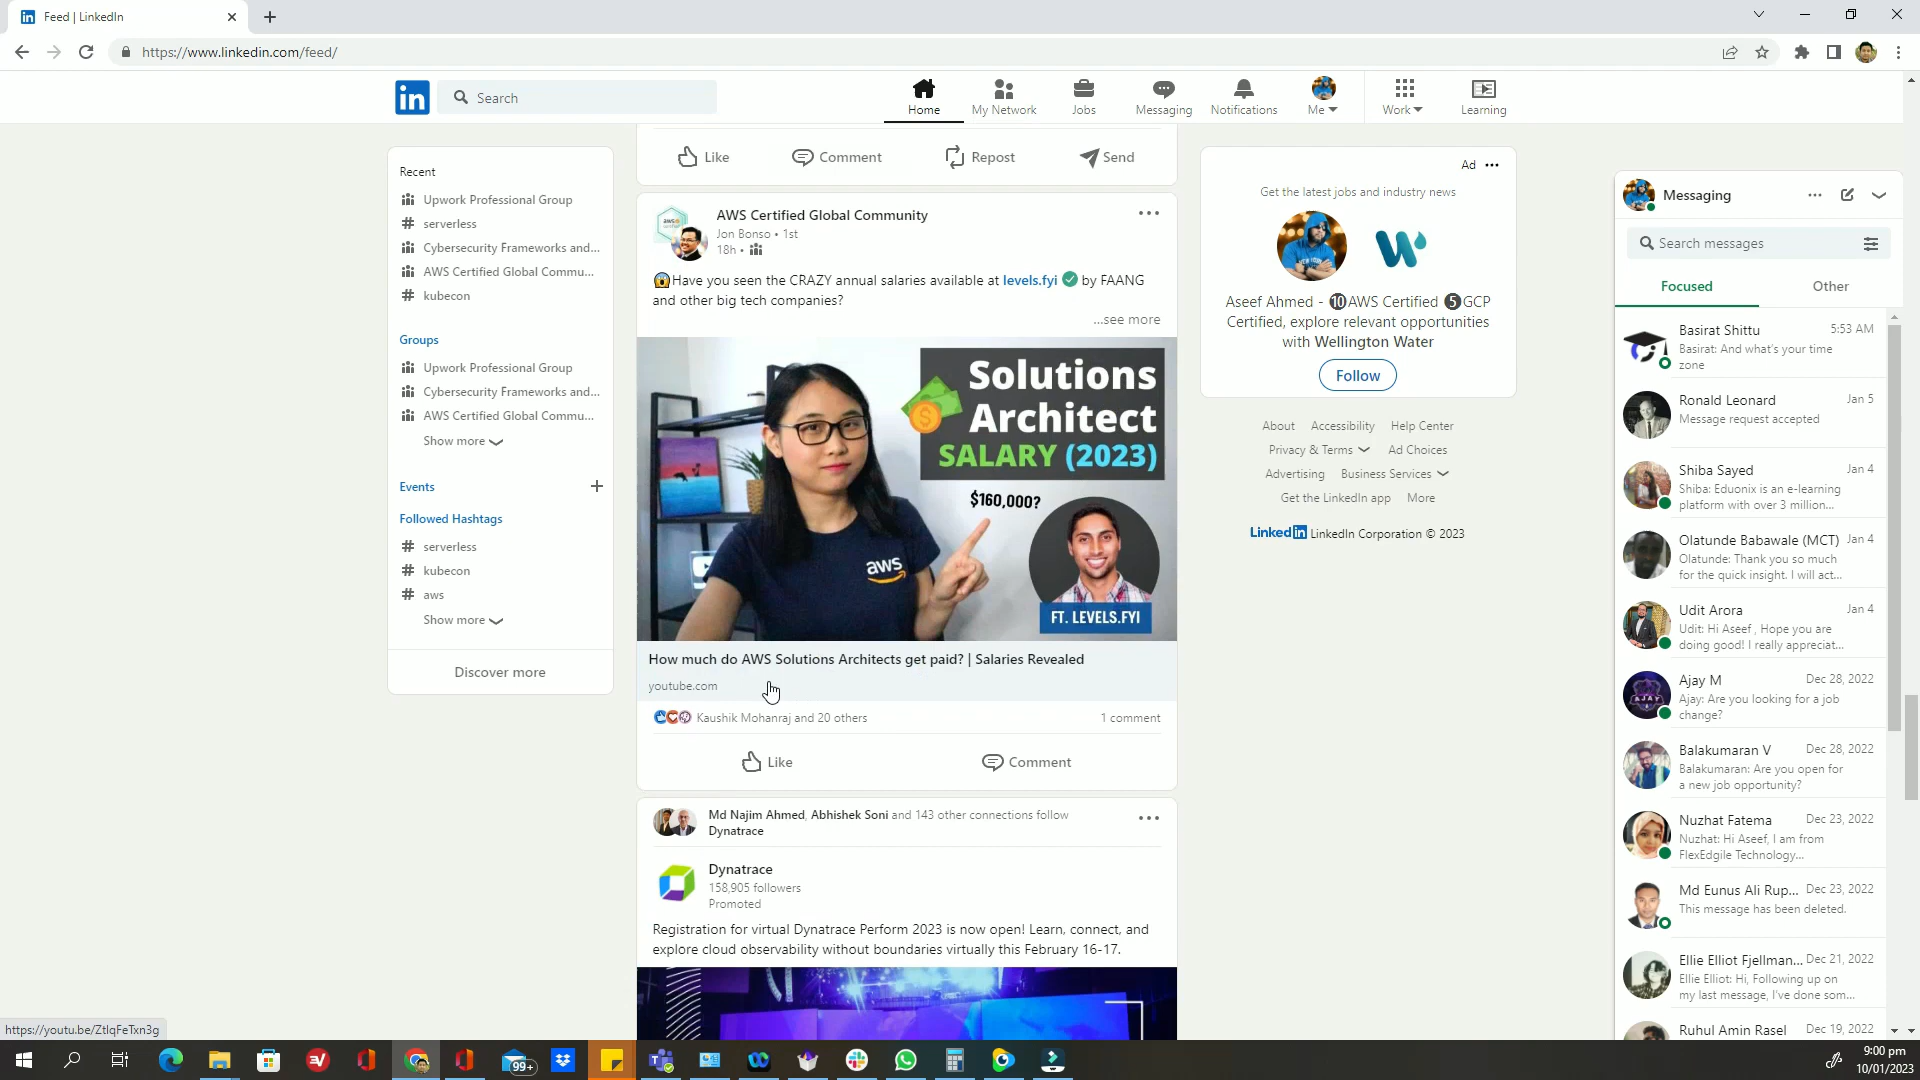 Feed | LinkedIn
https://www.linkedin.com/feed/
in
Search
Home
My Network
Jobs
Messaging
Notifications
Me
Work
Learning
Recent
Upwork Professional Group
# serverless
Cybersecurity Frameworks and...
AWS Certified Global Commu...
# kubecon
Groups
Upwork Professional Group
Cybersecurity Frameworks and...
AWS Certified Global Commu...
Show more
Events
Followed Hashtags
# serverless
# kubecon
# aws
Show more
Discover more
Like
Comment
Repost
Send
AWS Certified Global Community
Jon Bonso • 1st
18h •
Have you seen the CRAZY annual salaries available at levels.fyi by FAANG
and other big tech companies?
...see more
Solutions
Architect
SALARY (2023)
$160,000?
aws
FT. LEVELS.FYI
How much do AWS Solutions Architects get paid? | Salaries Revealed
youtube.com
Kaushik Mohanraj and 20 others
1 comment
Like
Comment
Md Najim Ahmed, Abhishek Soni and 143 other connections follow
Dynatrace
Dynatrace
158,905 followers
Promoted
Registration for virtual Dynatrace Perform 2023 is now open! Learn, connect, and
explore cloud observability without boundaries virtually this February 16-17.
Ad
Get the latest jobs and industry news
Aseef Ahmed - ❿AWS Certified ❺GCP
Certified, explore relevant opportunities
with Wellington Water
Follow
About
Accessibility
Help Center
Privacy & Terms
Ad Choices
Advertising
Business Services
Get the LinkedIn app
More
LinkedIn LinkedIn Corporation © 2023
Messaging
Search messages
Focused
Other
Basirat Shittu 5:53 AM
Basirat: And what's your time
zone
Ronald Leonard Jan 5
Message request accepted
Shiba Sayed Jan 4
Shiba: Eduonix is an e-learning
platform with over 3 million...
Olatunde Babawale (MCT) Jan 4
Olatunde: Thank you so much
for the quick insight. I will act...
Udit Arora Jan 4
Udit: Hi Aseef , Hope you are
doing good! I really appreciat...
Ajay M Dec 28, 2022
Ajay: Are you looking for a job
change?
Balakumaran V Dec 28, 2022
Balakumaran: Are you open for
a new job opportunity?
Nuzhat Fatema Dec 23, 2022
Nuzhat: Hi Aseef, I am from
FlexEdgile Technology...
Md Eunus Ali Rup... Dec 23, 2022
This message has been deleted.
Ellie Elliot Fjellman... Dec 21, 2022
Ellie Elliot: Hi, Following up on
my last message, I've done som...
Ruhul Amin Rasel Dec 19, 2022
https://youtu.be/ZtlqFeTxn3g
99+
9:00 pm
10/01/2023